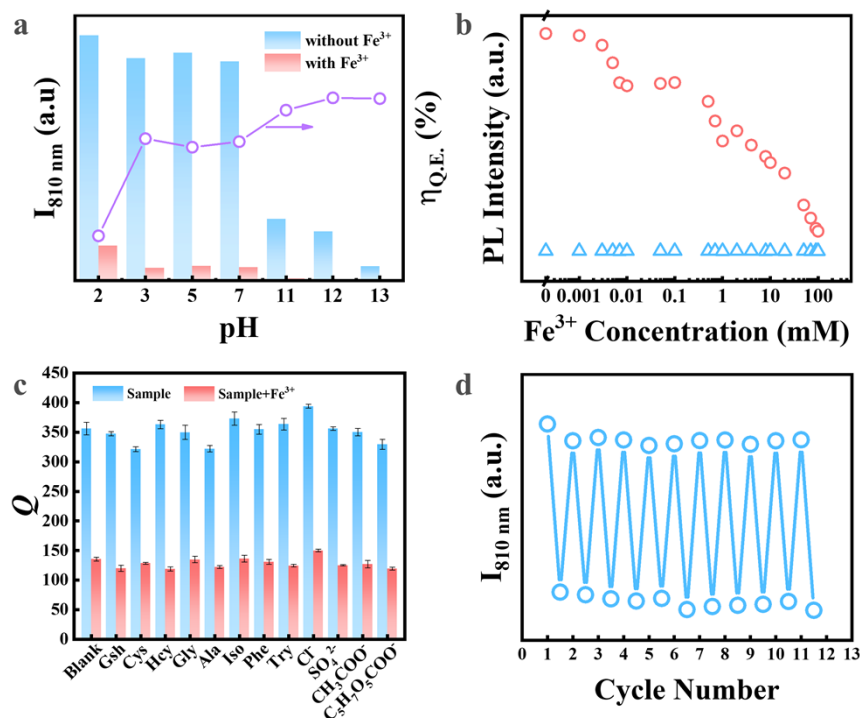 a
without Fe³⁺
with Fe³⁺
I₈₁₀ ₙₘ (a.u)
η_Q.E. (%)
2 3 5 7 11 12 13
pH
b
PL Intensity (a.u.)
0 0.001 0.01 0.1 1 10 100
Fe³⁺ Concentration (mM)
c
Sample
Sample+Fe³⁺
Q
450
400
350
300
250
200
150
100
50
0
Blank Gsh Cys Hcy Gly Ala Iso Phe Try Cl⁻ SO₄²⁻ CH₃COO⁻ C₅H₇O₅COO⁻
d
I₈₁₀ ₙₘ (a.u.)
0 1 2 3 4 5 6 7 8 9 10 11 12 13
Cycle Number